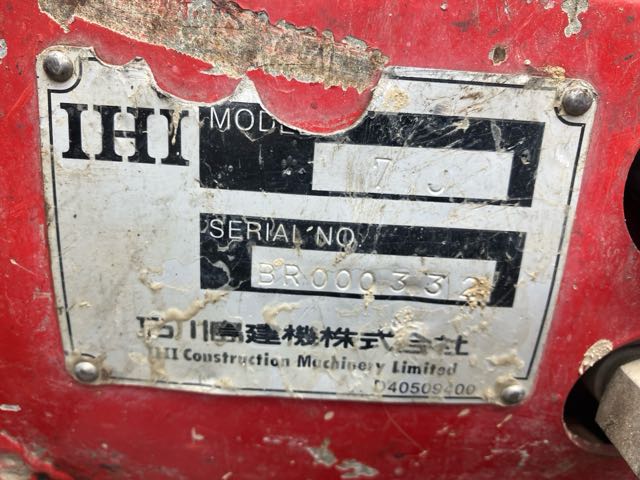 IHI
MODEL
SERIAL NO.
BR000332
石川島建機株式会社
IHI Construction Machinery Limited
D40509400